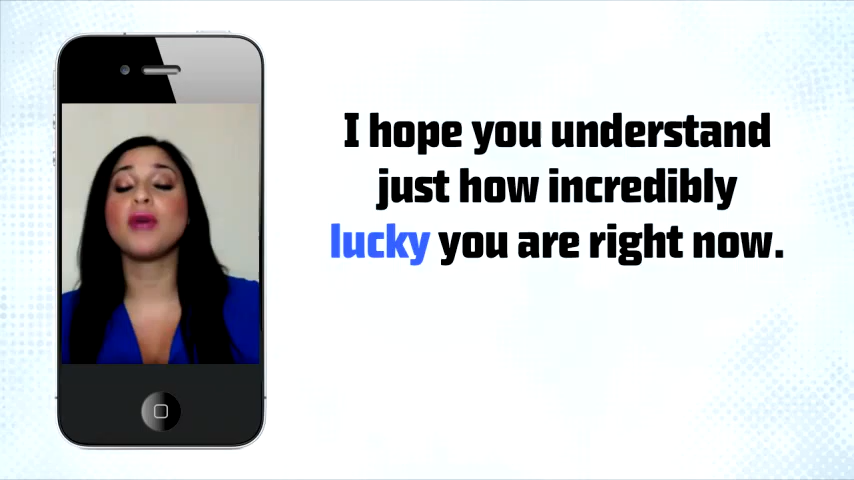 I hope you understand
just how incredibly
lucky you are right now.